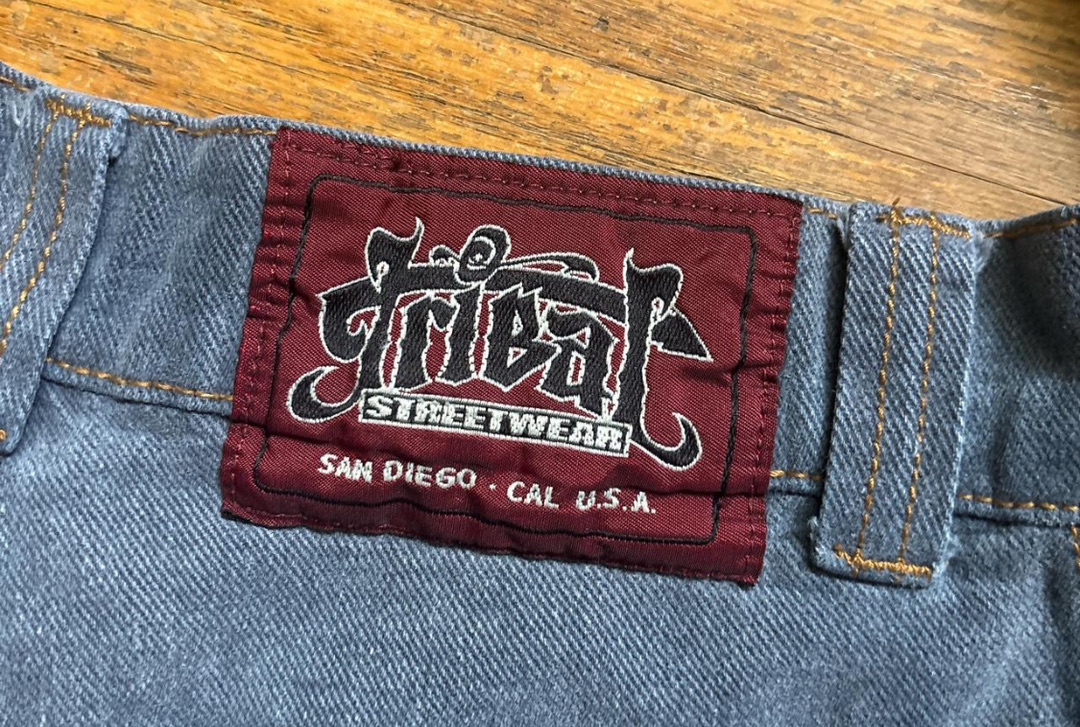 Tribal
STREETWEAR
SAN DIEGO · CAL U.S.A.